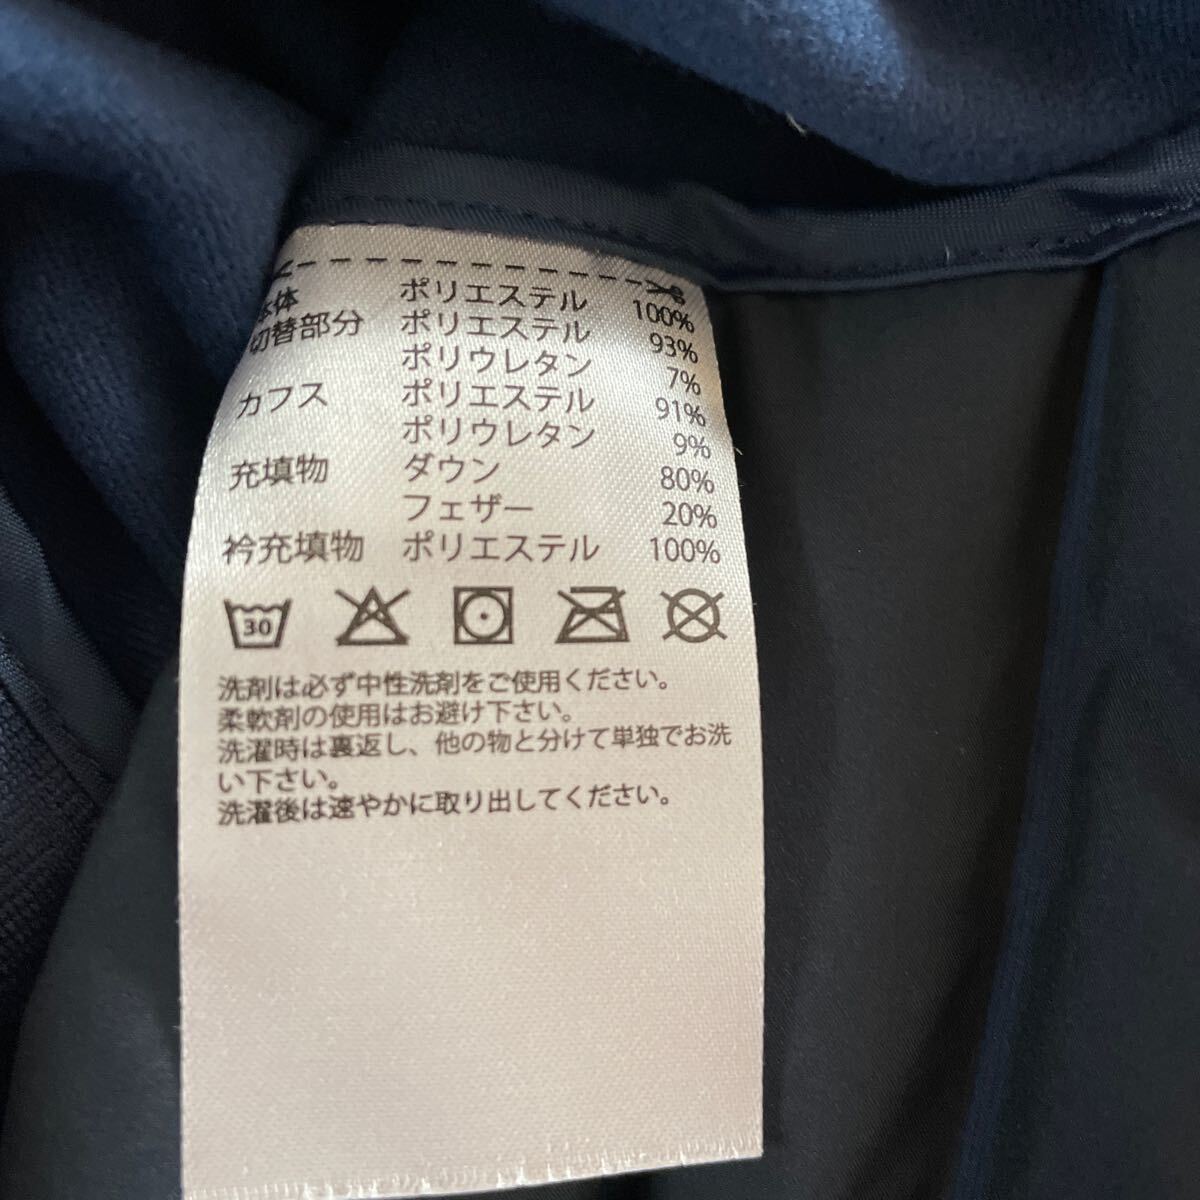 本体 ポリエステル 100%
切替部分 ポリエステル 93%
ポリウレタン 7%
カフス ポリエステル 91%
ポリウレタン 9%
充填物 ダウン 80%
フェザー 20%
衿充填物 ポリエステル 100%
30
洗剤は必ず中性洗剤をご使用ください。
柔軟剤の使用はお避け下さい。
洗濯時は裏返し、他の物と分けて単独でお洗
い下さい。
洗濯後は速やかに取り出してください。